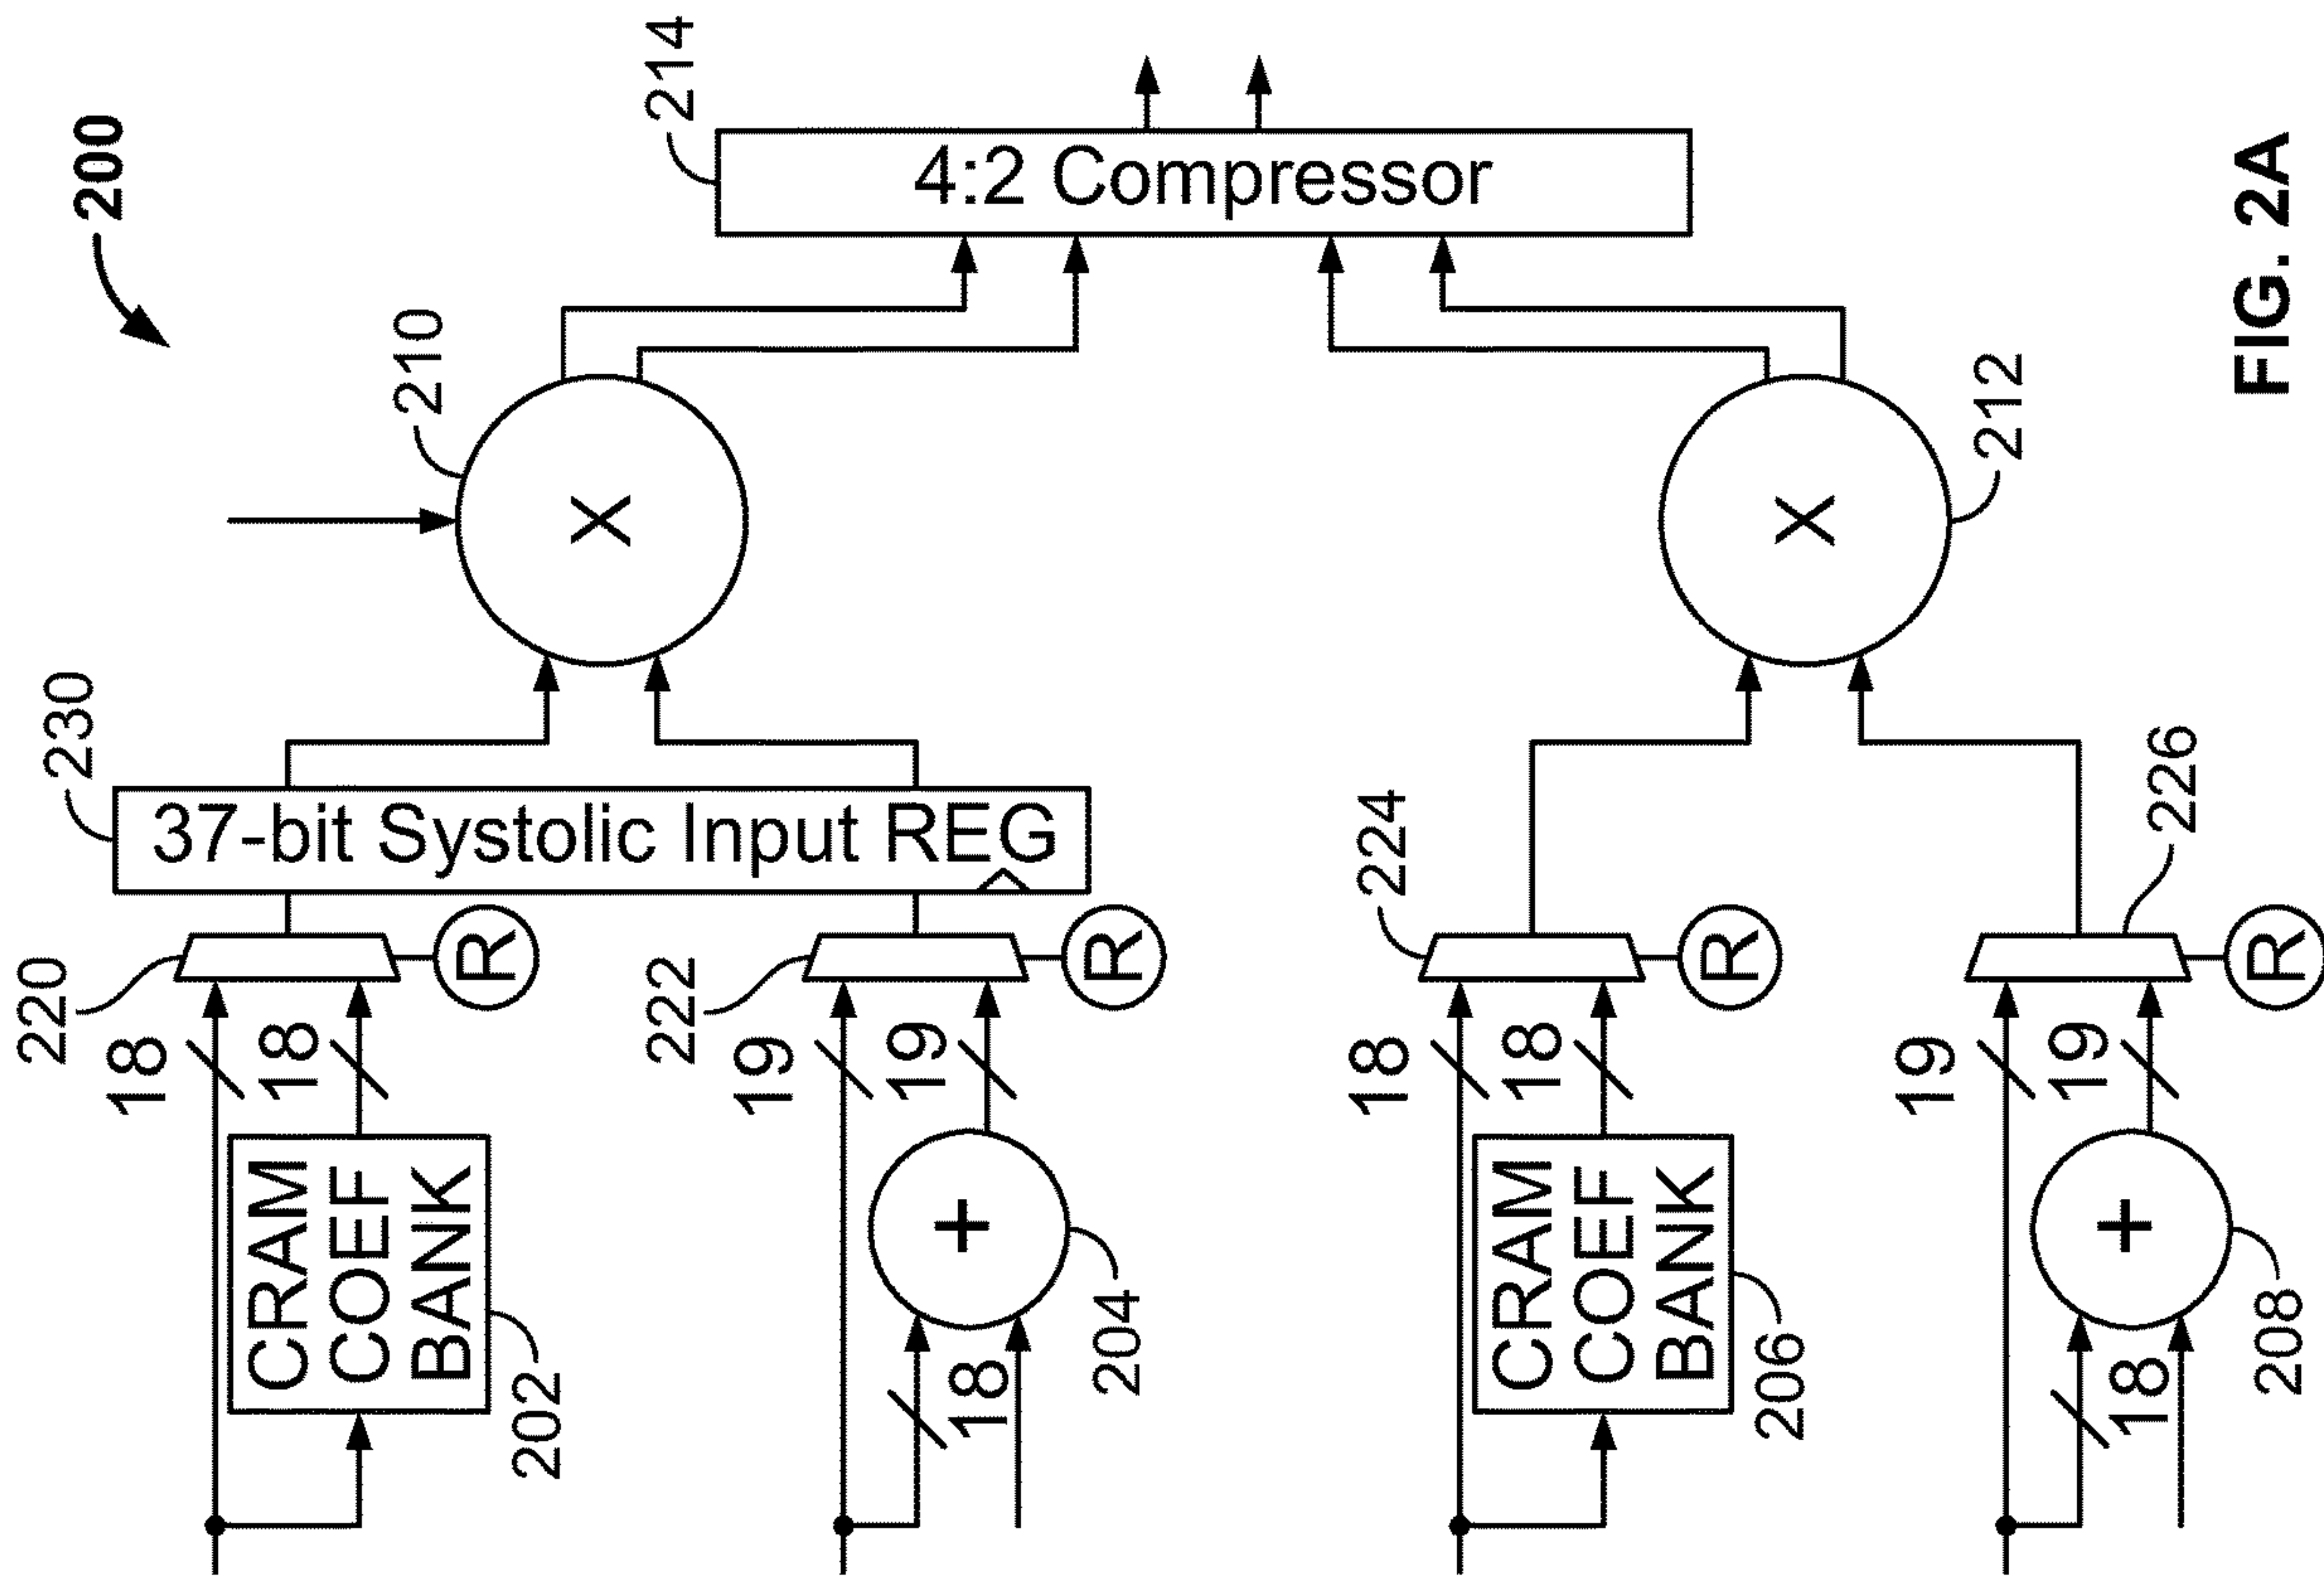 200
214
4:2 Compressor
210
X
X
212
230
37-bit Systolic Input REG
220
R
222
R
224
R
226
R
18
18
19
19
18
18
19
19
CRAM
COEF
BANK
202
+
18
204
CRAM
COEF
BANK
206
+
18
208
FIG. 2A